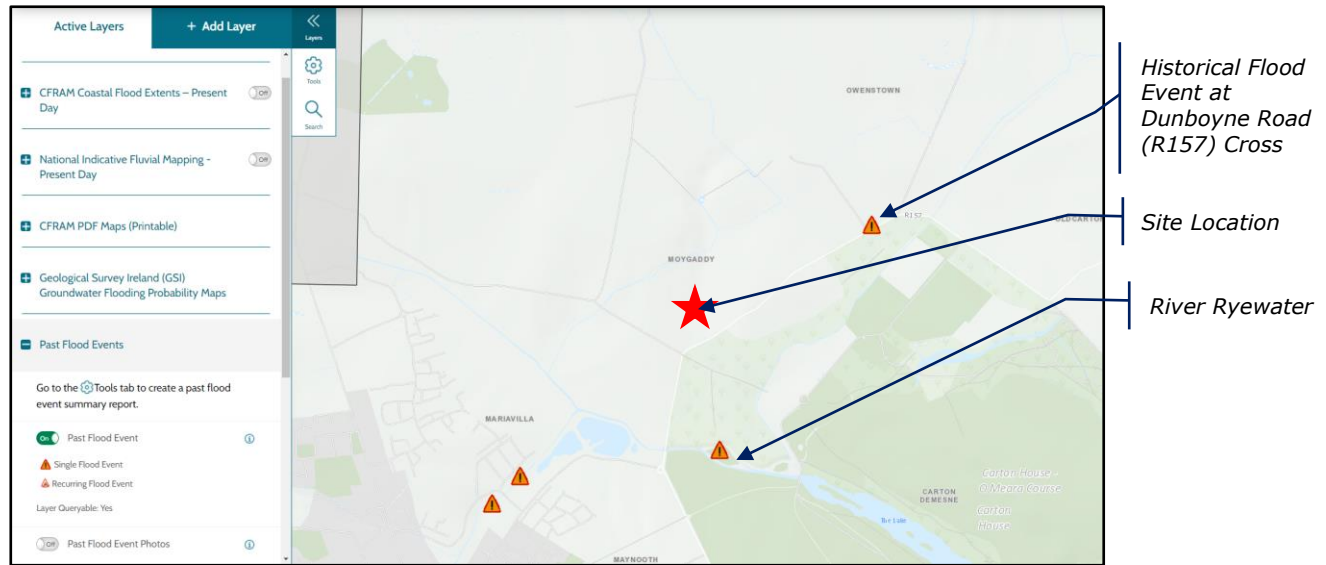 Active Layers
+ Add Layer
Layers
Tools
Search
CFRAM Coastal Flood Extents – Present
Day
Off
National Indicative Fluvial Mapping -
Present Day
Off
CFRAM PDF Maps (Printable)
Geological Survey Ireland (GSI)
Groundwater Flooding Probability Maps
Past Flood Events
Go to the Tools tab to create a past flood
event summary report.
On
Past Flood Event
Single Flood Event
Recurring Flood Event
Layer Queryable: Yes
Off
Past Flood Event Photos
OWENSTOWN
R157
OLDCARTON
MOYGADDY
MARIAVILLA
CARTON
DEMESNE
Carton House -
O Meara Course
Carton
House
The Lake
MAYNOOTH
Historical Flood
Event at
Dunboyne Road
(R157) Cross
Site Location
River Ryewater